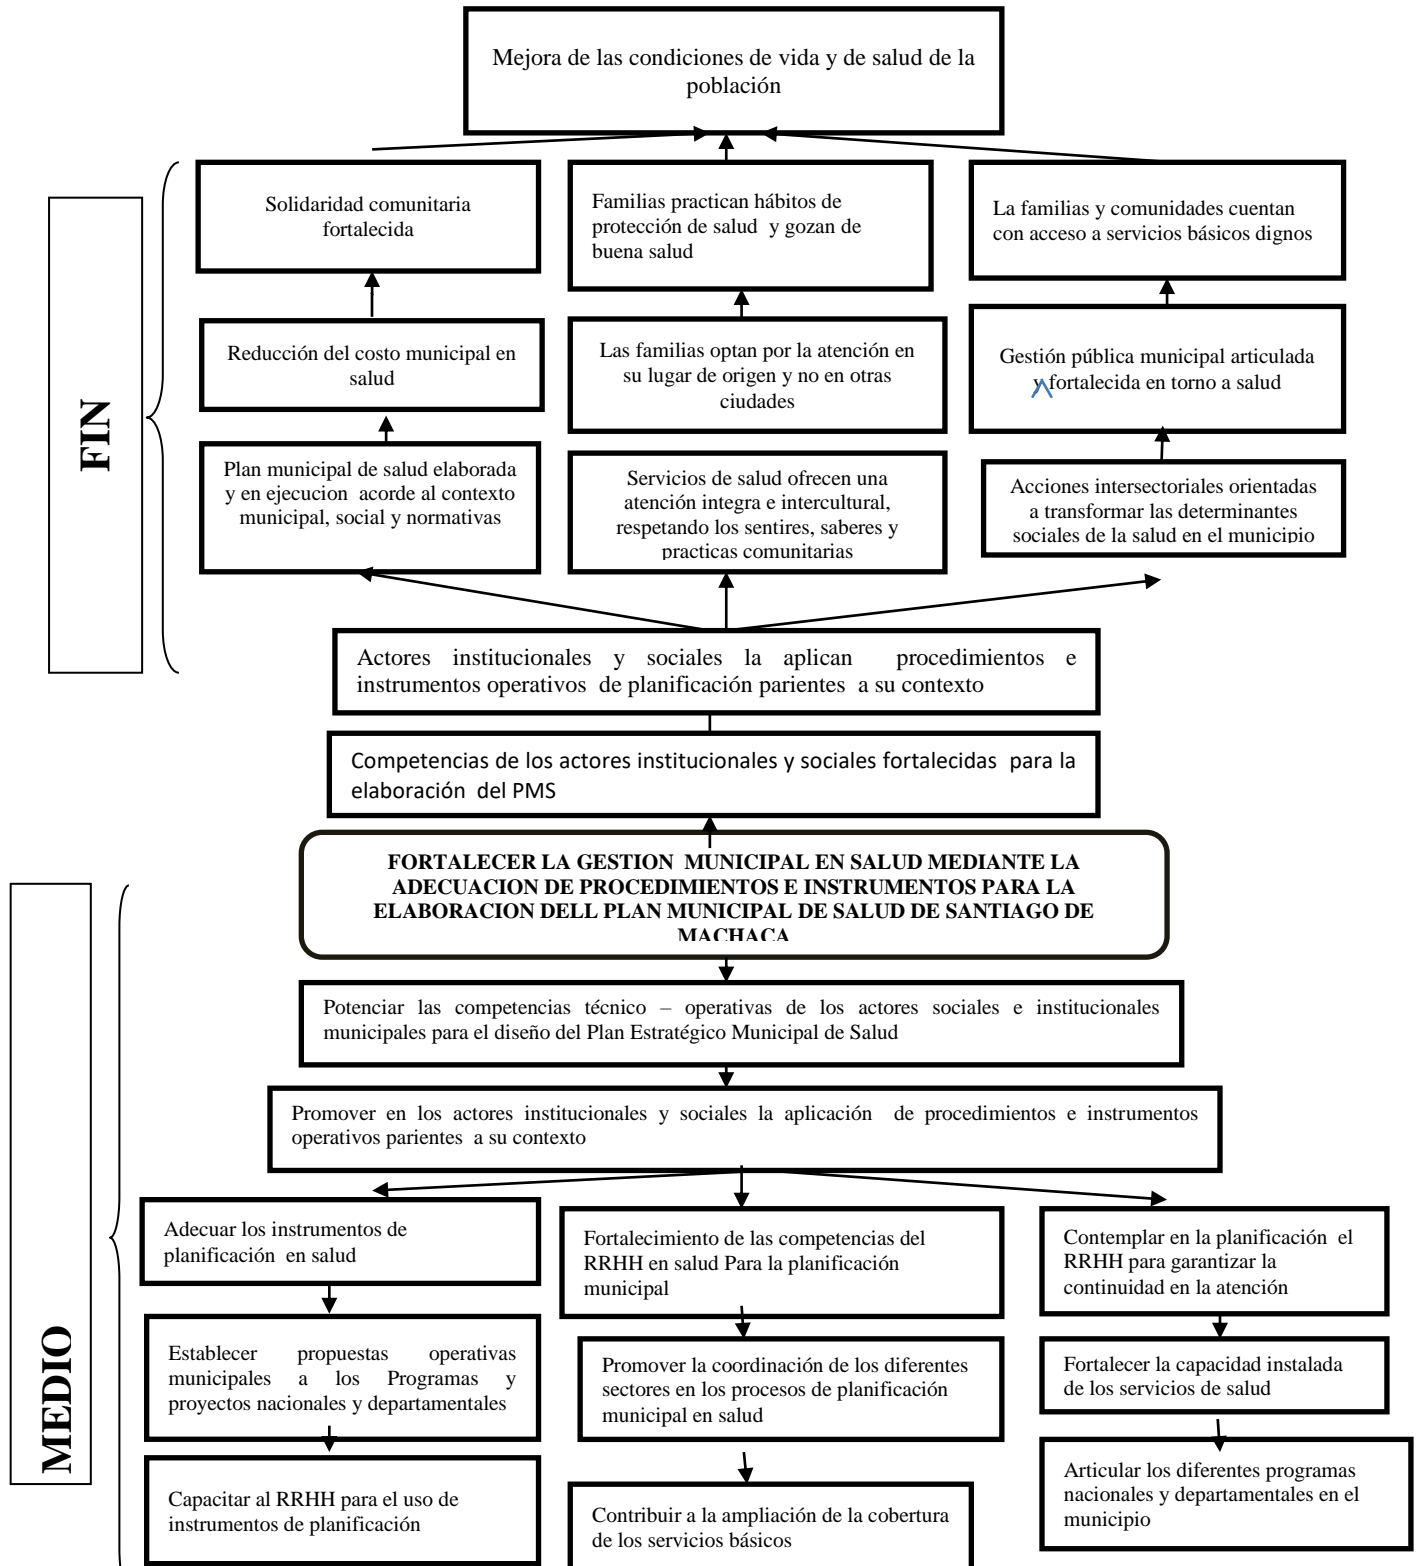 Mejora de las condiciones de vida y de salud de la
población
FIN
Solidaridad comunitaria
fortalecida
Familias practican hábitos de
protección de salud y gozan de
buena salud
La familias y comunidades cuentan
con acceso a servicios básicos dignos
Reducción del costo municipal en
salud
Las familias optan por la atención en
su lugar de origen y no en otras
ciudades
Gestión pública municipal articulada
y fortalecida en torno a salud
Plan municipal de salud elaborada
y en ejecucion acorde al contexto
municipal, social y normativas
Servicios de salud ofrecen una
atención integra e intercultural,
respetando los sentires, saberes y
practicas comunitarias
Acciones intersectoriales orientadas
a transformar las determinantes
sociales de la salud en el municipio
Actores institucionales y sociales la aplican procedimientos e
instrumentos operativos de planificación parientes a su contexto
Competencias de los actores institucionales y sociales fortalecidas para la
elaboración del PMS
FORTALECER LA GESTION MUNICIPAL EN SALUD MEDIANTE LA
ADECUACION DE PROCEDIMIENTOS E INSTRUMENTOS PARA LA
ELABORACION DELL PLAN MUNICIPAL DE SALUD DE SANTIAGO DE
MACHACA
MEDIO
Potenciar las competencias técnico – operativas de los actores sociales e institucionales
municipales para el diseño del Plan Estratégico Municipal de Salud
Promover en los actores institucionales y sociales la aplicación de procedimientos e instrumentos
operativos parientes a su contexto
Adecuar los instrumentos de
planificación en salud
Fortalecimiento de las competencias del
RRHH en salud Para la planificación
municipal
Contemplar en la planificación el
RRHH para garantizar la
continuidad en la atención
Establecer propuestas operativas
municipales a los Programas y
proyectos nacionales y departamentales
Promover la coordinación de los diferentes
sectores en los procesos de planificación
municipal en salud
Fortalecer la capacidad instalada
de los servicios de salud
Capacitar al RRHH para el uso de
instrumentos de planificación
Contribuir a la ampliación de la cobertura
de los servicios básicos
Articular los diferentes programas
nacionales y departamentales en el
municipio